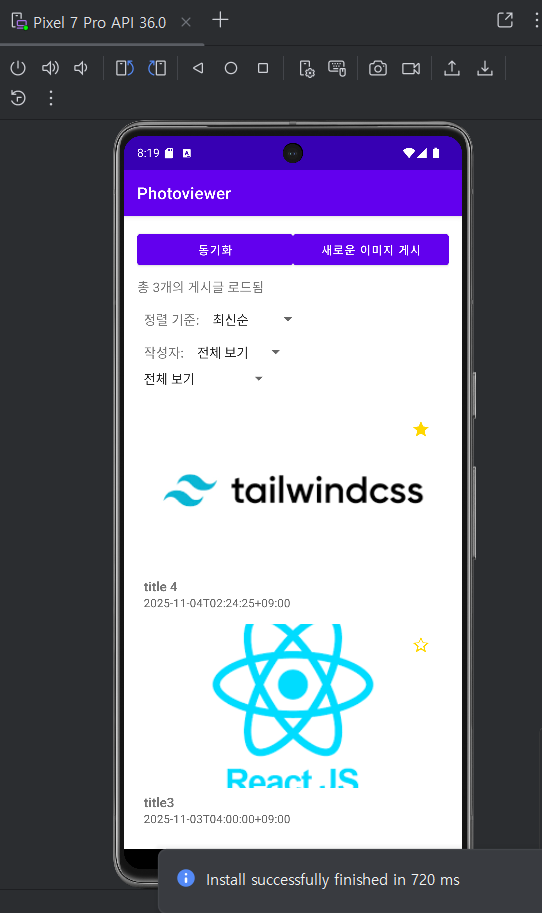 Pixel 7 Pro API 36.0
8:19
Photoviewer
동기화
새로운 이미지 게시
총 3개의 게시글 로드됨
정렬 기준: 최신순
작성자: 전체 보기
전체 보기
tailwindcss
title 4
2025-11-04T02:24:25+09:00
React JS
title3
2025-11-03T04:00:00+09:00
Install successfully finished in 720 ms